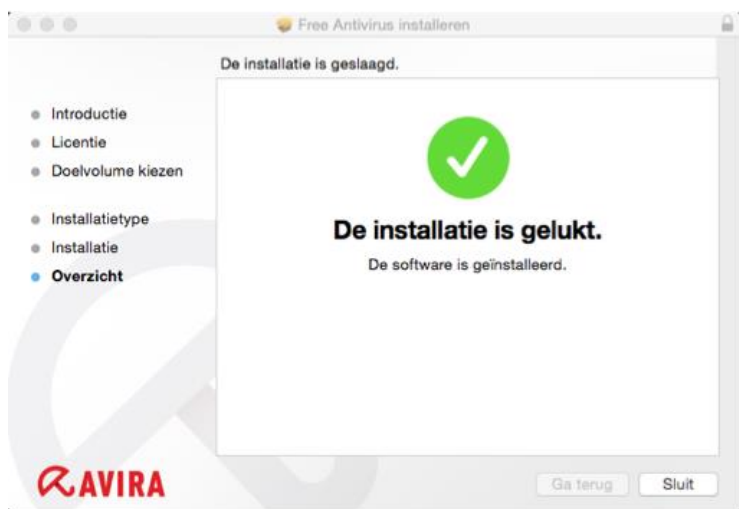 Free Antivirus installeren
De installatie is geslaagd.
Introductie
Licentie
Doelvolume kiezen
Installatietype
Installatie
Overzicht
De installatie is gelukt.
De software is geïnstalleerd.
AVIRA
Ga terug
Sluit